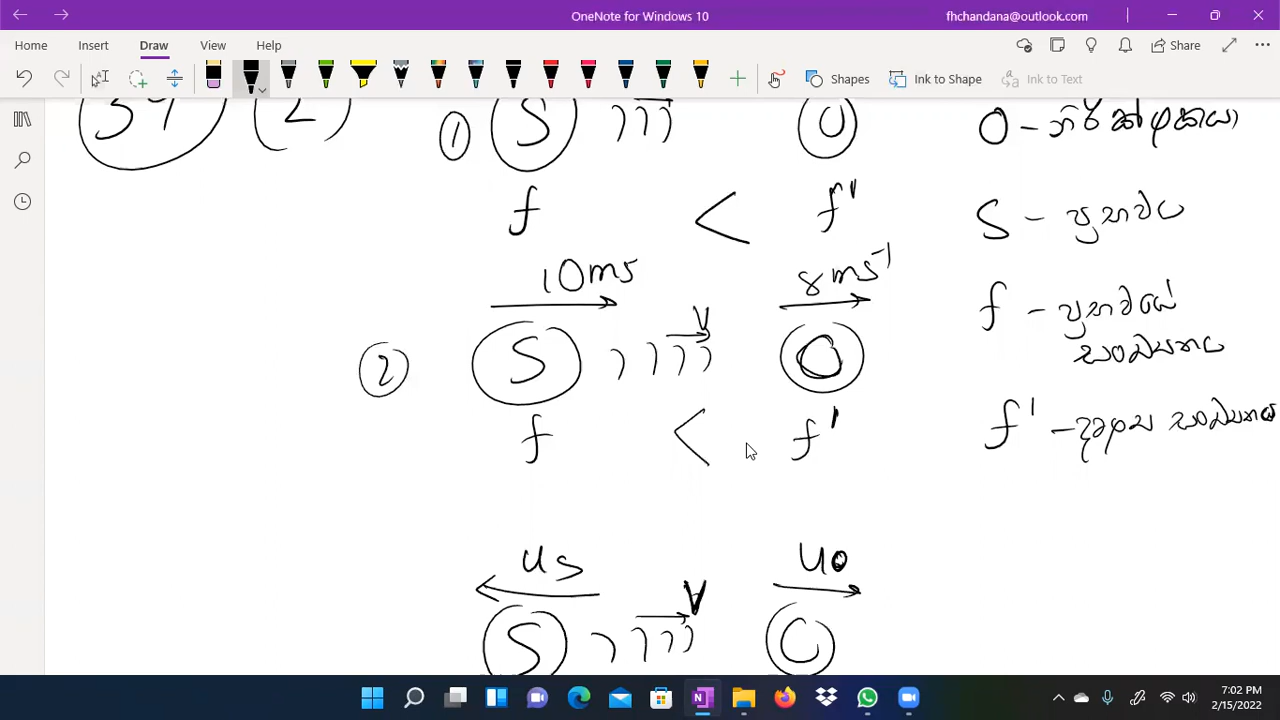 OneNote for Windows 10
fhchandana@outlook.com
Home Insert Draw View Help
Share
Shapes Ink to Shape Ink to Text
① S O
O - නිරීක්ෂකයා
f < f'
S - ප්‍රභවය
10ms 8ms⁻¹
f - ප්‍රභවයේ
සංඛ්‍යාතය
② S V O
f < f'
f' - දෘශ්‍ය සංඛ්‍යාතය
us uo
S V O
7:02 PM
2/15/2022